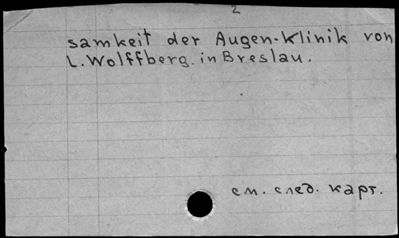 2
samkeit der Augen-Klinik von
L. Wolffberg. in Breslau.
см. след. карт.